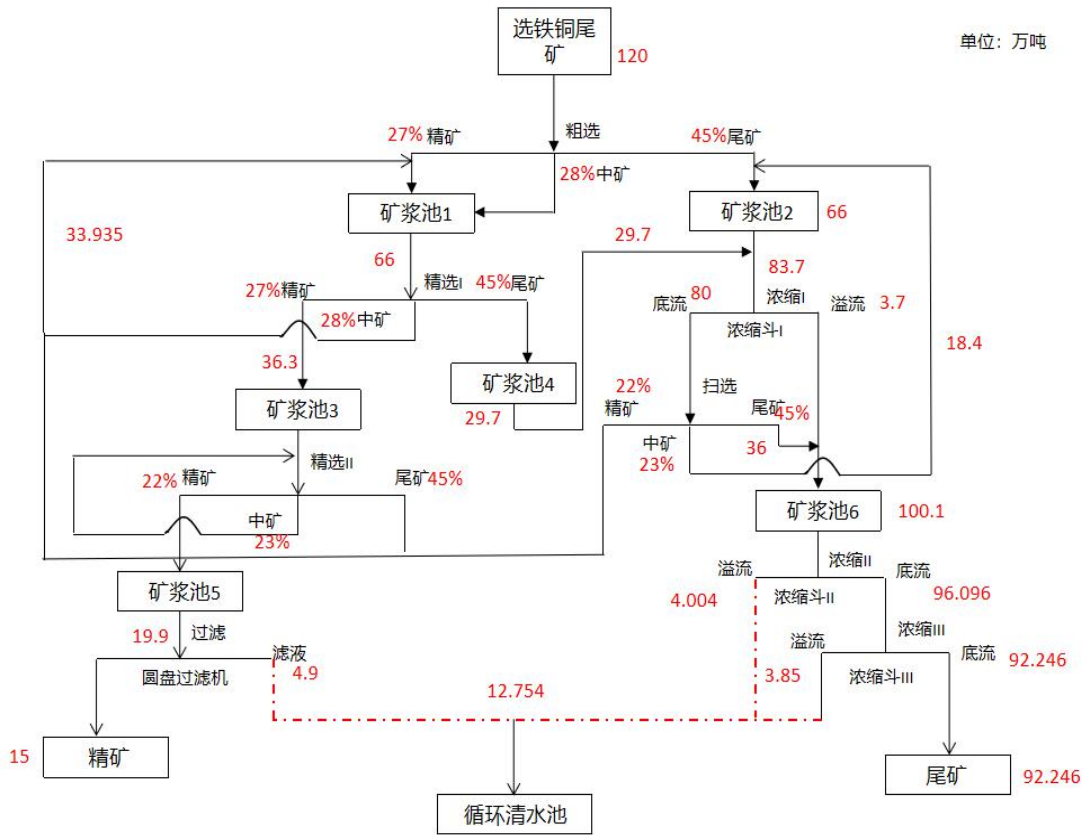 选铁铜尾
矿
单位：万吨
120
粗选
27%
精矿
45%
尾矿
28%
中矿
矿浆池1
矿浆池2
66
33.935
29.7
66
83.7
精选I
45%
尾矿
27%
精矿
80
浓缩I
底流
溢流
3.7
28%
中矿
浓缩斗I
18.4
36.3
矿浆池4
22%
扫选
矿浆池3
29.7
精矿
尾矿
45%
中矿
36
23%
精选II
22%
精矿
尾矿
45%
矿浆池6
100.1
中矿
23%
浓缩II
溢流
底流
矿浆池5
4.004
浓缩斗II
96.096
19.9
过滤
浓缩III
溢流
滤液
底流
92.246
4.9
圆盘过滤机
3.85
浓缩斗III
12.754
15
精矿
尾矿
92.246
循环清水池